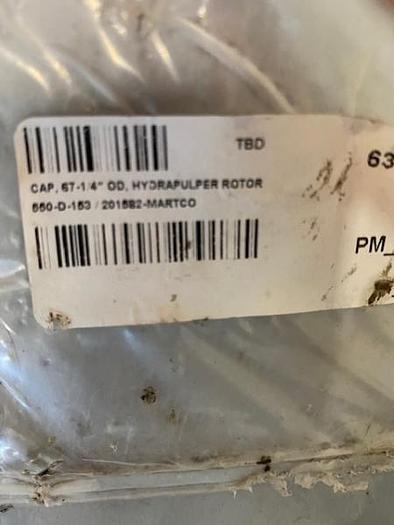 TBD
63
CAP, 67-1/4" OD, HYDRAPULPER ROTOR
550-D-153 / 201582-MARTCO
PM_